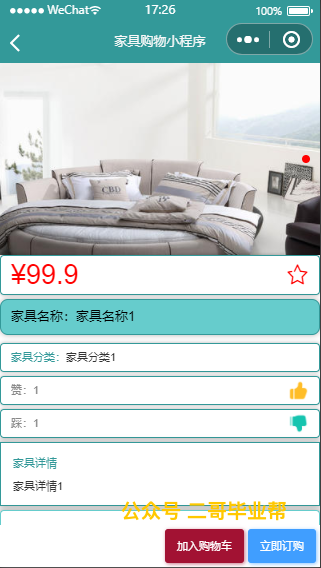 WeChat 17:26 100%
家具购物小程序
CBD
¥99.9
家具名称：家具名称1
家具分类：家具分类1
赞：1
踩：1
家具详情
家具详情1
公众号 二哥毕业帮
加入购物车 立即订购